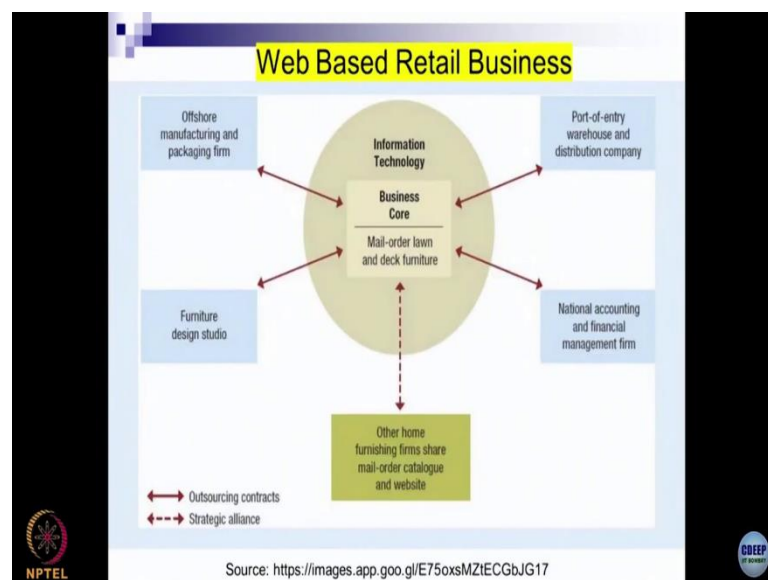 Web Based Retail Business
Offshore
manufacturing and
packaging firm
Information
Technology
Port-of-entry
warehouse and
distribution company
Business
Core
Mail-order lawn
and deck furniture
Furniture
design studio
National accounting
and financial
management firm
Other home
furnishing firms share
mail-order catalogue
and website
Outsourcing contracts
Strategic alliance
NPTEL
Source: https://images.app.goo.gl/E75oxsMZtECGbJG17
CDEEP
IIT BOMBAY